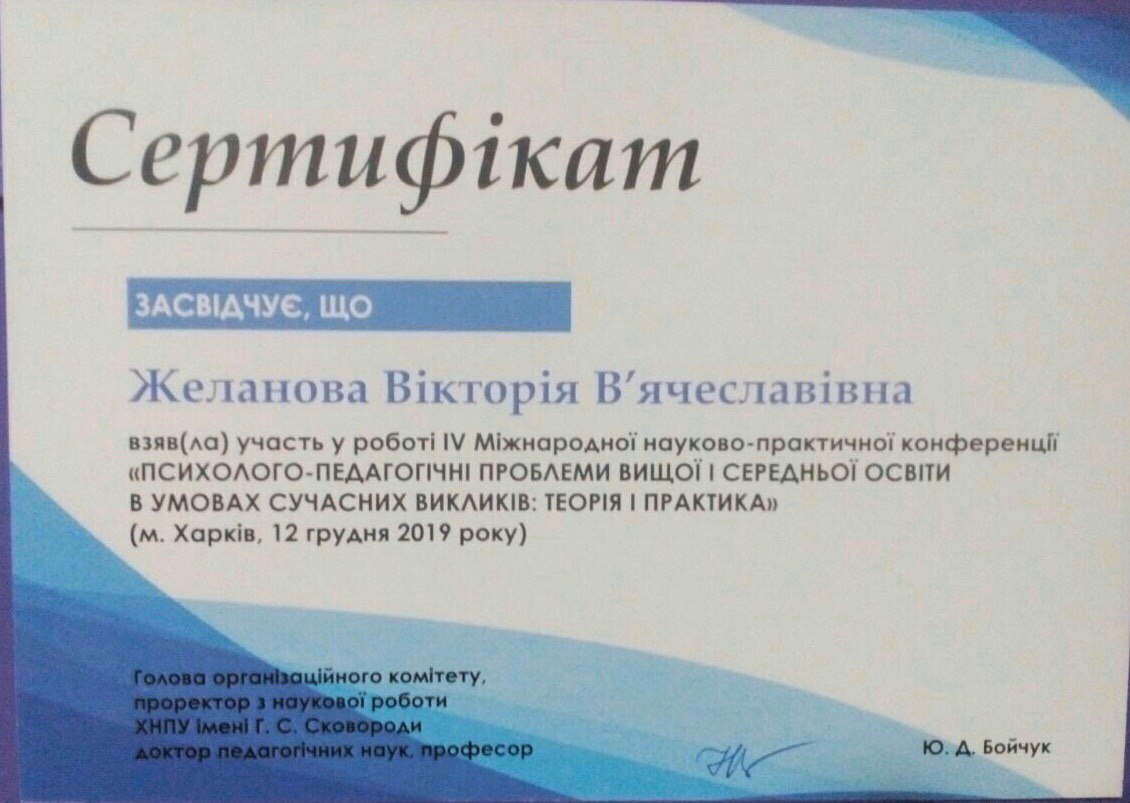 Сертифікат
ЗАСВІДЧУЄ, ЩО
Желанова Вікторія В’ячеславівна
взяв(ла) участь у роботі IV Міжнародної науково-практичної конференції
«ПСИХОЛОГО-ПЕДАГОГІЧНІ ПРОБЛЕМИ ВИЩОЇ І СЕРЕДНЬОЇ ОСВІТИ
В УМОВАХ СУЧАСНИХ ВИКЛИКІВ: ТЕОРІЯ І ПРАКТИКА»
(м. Харків, 12 грудня 2019 року)
Голова організаційного комітету,
проректор з наукової роботи
ХНПУ імені Г. С. Сковороди
доктор педагогічних наук, професор
Ю. Д. Бойчук